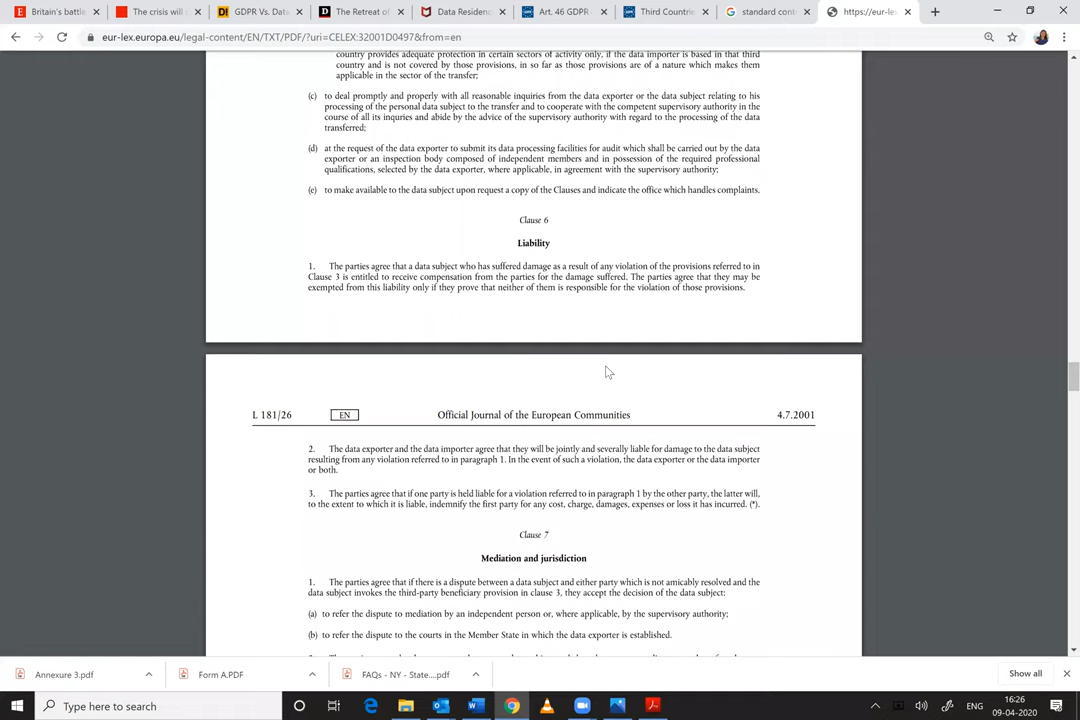 Britain's battle
The crisis will
GDPR Vs. Data
The Retreat of
Data Residenc
Art. 46 GDPR
Third Countrie
standard cont
https://eur-lex
eur-lex.europa.eu/legal-content/EN/TXT/PDF/?uri=CELEX:32001D0497&from=en
country provides adequate protection in certain sectors of activity only, if the data importer is based in that third
country and is not covered by those provisions, in so far as those provisions are of a nature which makes them
applicable in the sector of the transfer;
(c) to deal promptly and properly with all reasonable inquiries from the data exporter or the data subject relating to his
processing of the personal data subject to the transfer and to cooperate with the competent supervisory authority in the
course of all its inquries and abide by the advice of the supervisory authority with regard to the processing of the data
transferred;
(d) at the request of the data exporter to submit its data processing facilities for audit which shall be carried out by the data
exporter or an inspection body composed of independent members and in possession of the required professional
qualifications, selected by the data exporter, where applicable, in agreement with the supervisory authority;
(e) to make available to the data subject upon request a copy of the Clauses and indicate the office which handles complaints.
Clause 6
Liability
1. The parties agree that a data subject who has suffered damage as a result of any violation of the provisions referred to in
Clause 3 is entitled to receive compensation from the parties for the damage suffered. The parties agree that they may be
exempted from this liability only if they prove that neither of them is responsible for the violation of those provisions.
L 181/26
EN
Official Journal of the European Communities
4.7.2001
2. The data exporter and the data importer agree that they will be jointly and severally liable for damage to the data subject
resulting from any violation referred to in paragraph 1. In the event of such a violation, the data exporter or the data importer
or both.
3. The parties agree that if one party is held liable for a violation referred to in paragraph 1 by the other party, the latter will,
to the extent to which it is liable, indemnify the first party for any cost, charge, damages, expenses or loss it has incurred. (*).
Clause 7
Mediation and jurisdiction
1. The parties agree that if there is a dispute between a data subject and either party which is not amicably resolved and the
data subject invokes the third-party beneficiary provision in clause 3, they accept the decision of the data subject:
(a) to refer the dispute to mediation by an independent person or, where applicable, by the supervisory authority;
(b) to refer the dispute to the courts in the Member State in which the data exporter is established.
Annexure 3.pdf
Form A.PDF
FAQs - NY - State....pdf
Show all
Type here to search
ENG
16:26
09-04-2020